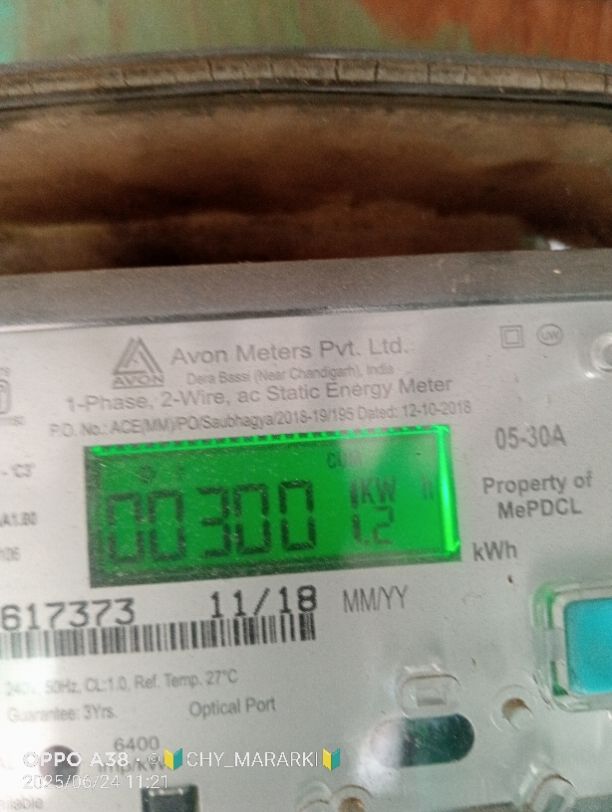 Avon Meters Pvt. Ltd.
AVON
Dera Bassi (Near Chandigarh), India
1-Phase, 2-Wire, ac Static Energy Meter
P.O. No.: ACE(MM)/PO/Saubhagya/2018-19/195 Dated: 12-10-2018
05-30A
CUM
KW
00300
1.2
kWh
Property of
MePDCL
617373 11/18 MM/YY
240V, 50Hz, CL:1.0, Ref. Temp. 27°C
Guarantee: 3Yrs. Optical Port
6400
OPPO A38 · © 🔰CHY_MARARKI🔰
2025/06/24 11:21